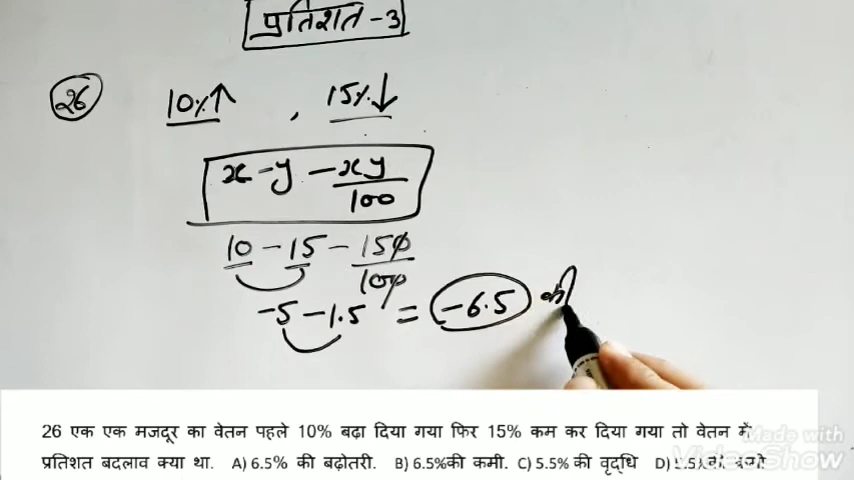 प्रतिशत-3
26 10%↑ , 15%↓
x - y - xy/100
10 - 15 - 150/100
-5 - 1.5 = -6.5 की
26 एक एक मजदूर का वेतन पहले 10% बढ़ा दिया गया फिर 15% कम कर दिया गया तो वेतन में
प्रतिशत बदलाव क्या था. A) 6.5% की बढ़ोतरी. B) 6.5%की कमी. C) 5.5% की वृद्धि D)
Made with
VideoShow